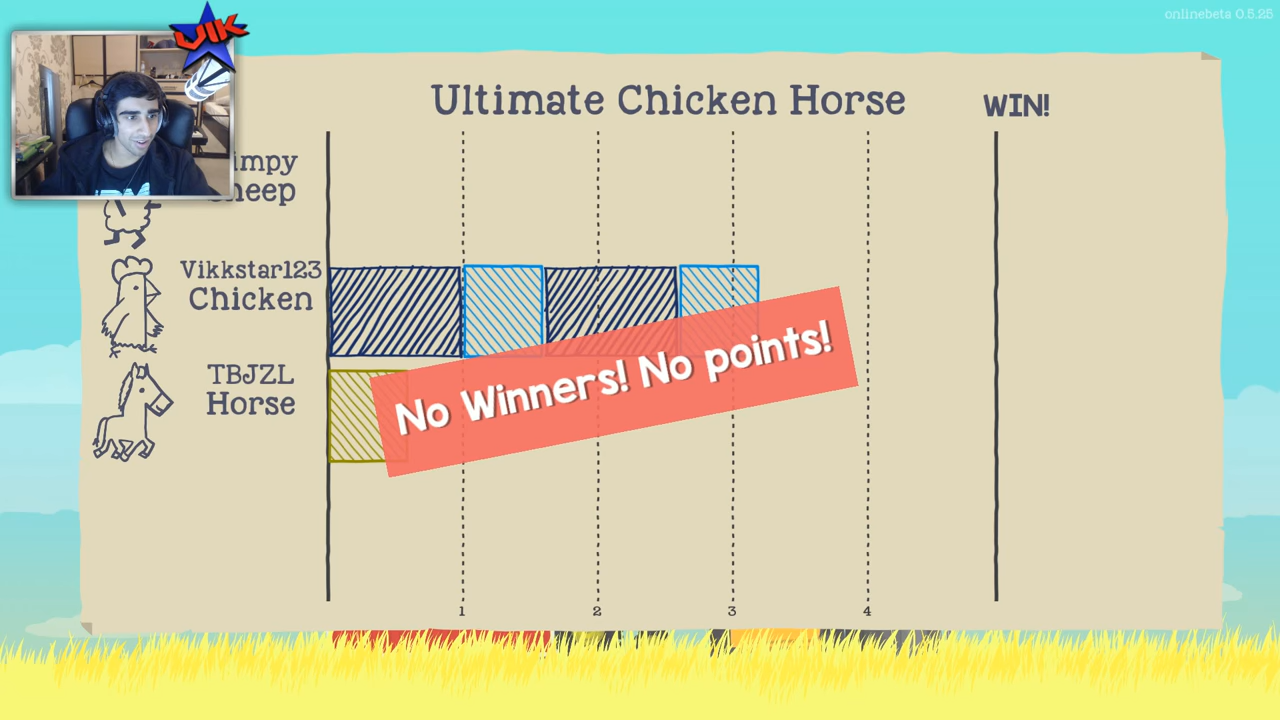 onlinebeta 0.5.25
VIK
Ultimate Chicken Horse
WIN!
Vikkstar123
Chicken
TBJZL
Horse
No Winners! No points!
1
2
3
4